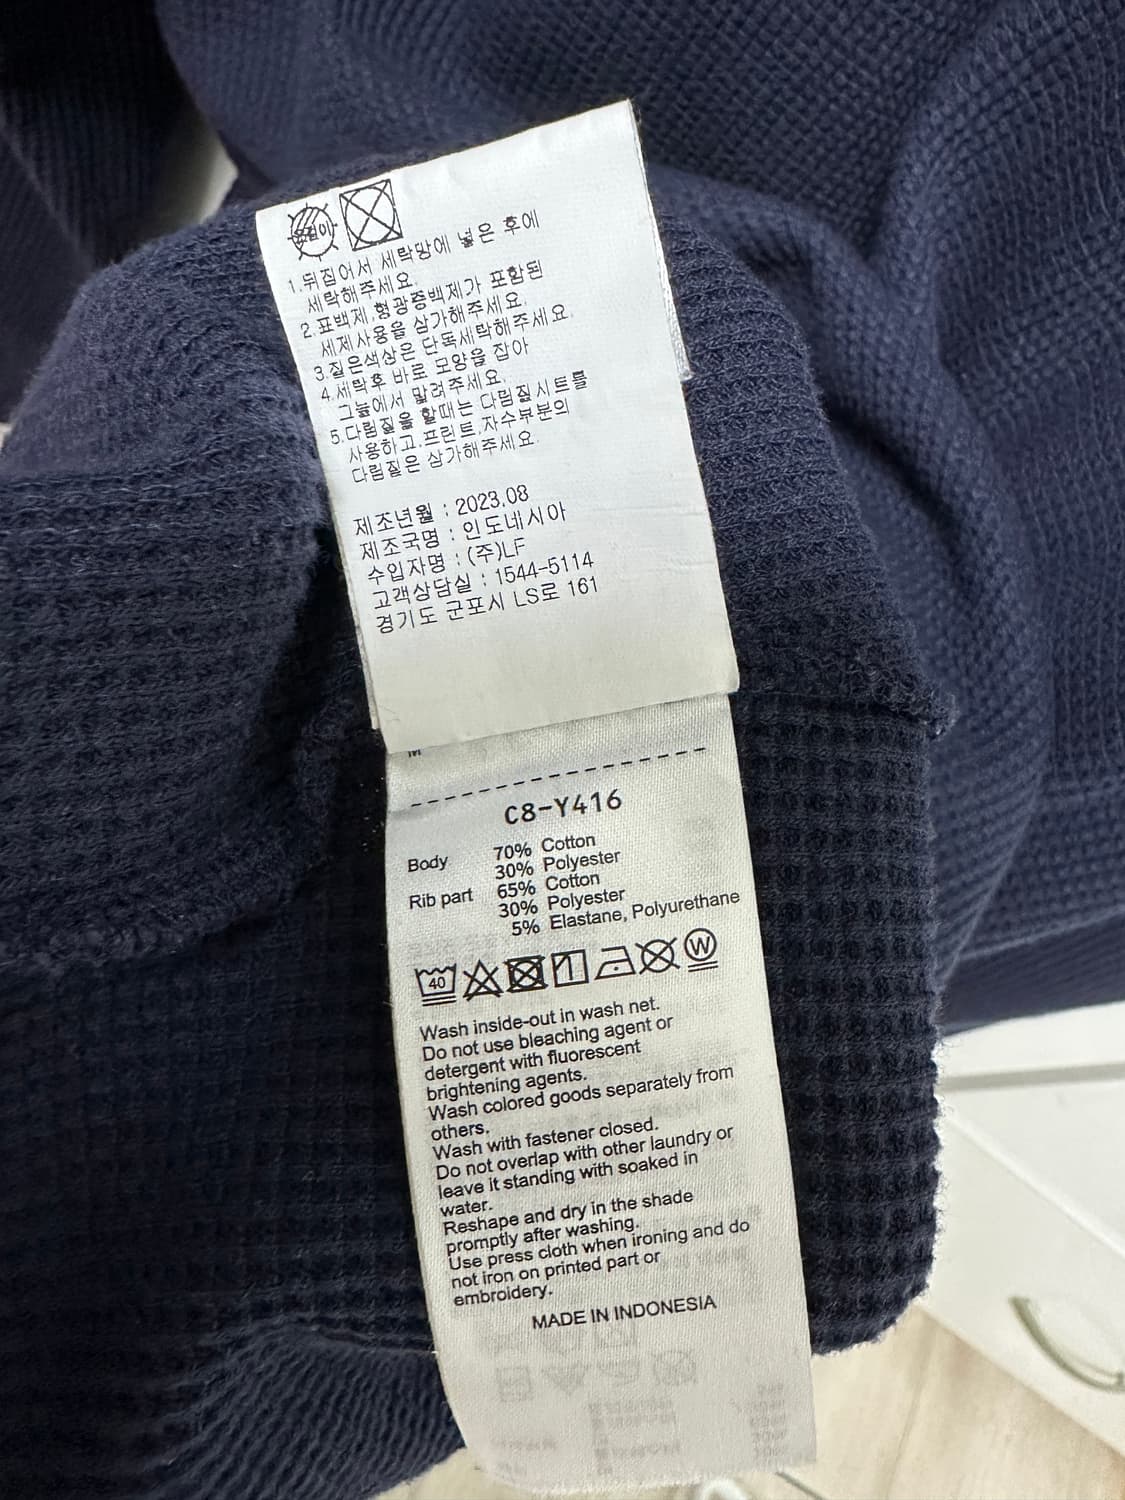 1.뒤집어서 세탁망에 넣은 후에
세탁해주세요.
2.표백제,형광증백제가 포함된
세제사용을 삼가해주세요.
3.짙은색상은 단독세탁해주세요.
4.세탁후 바로 모양을 잡아
그늘에서 말려주세요.
5.다림질을 할때는 다림질시트를
사용하고,프린트,자수부분의
다림질은 삼가해주세요.
제조년월 : 2023.08
제조국명 : 인도네시아
수입자명 : (주)LF
고객상담실 : 1544-5114
경기도 군포시 LS로 161
M
C8-Y416
Body 70% Cotton
30% Polyester
Rib part 65% Cotton
30% Polyester
5% Elastane, Polyurethane
40 W
Wash inside-out in wash net.
Do not use bleaching agent or
detergent with fluorescent
brightening agents.
Wash colored goods separately from
others.
Wash with fastener closed.
Do not overlap with other laundry or
leave it standing with soaked in
water.
Reshape and dry in the shade
promptly after washing.
Use press cloth when ironing and do
not iron on printed part or
embroidery.
MADE IN INDONESIA